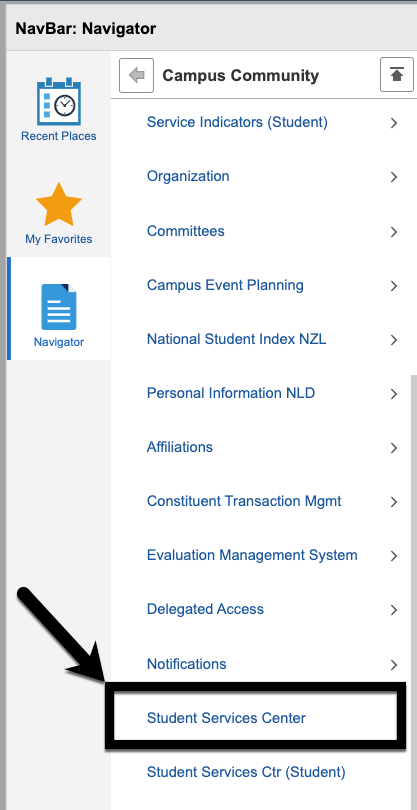 NavBar: Navigator
Recent Places
My Favorites
Navigator
Campus Community
Service Indicators (Student)
Organization
Committees
Campus Event Planning
National Student Index NZL
Personal Information NLD
Affiliations
Constituent Transaction Mgmt
Evaluation Management System
Delegated Access
Notifications
Student Services Center
Student Services Ctr (Student)